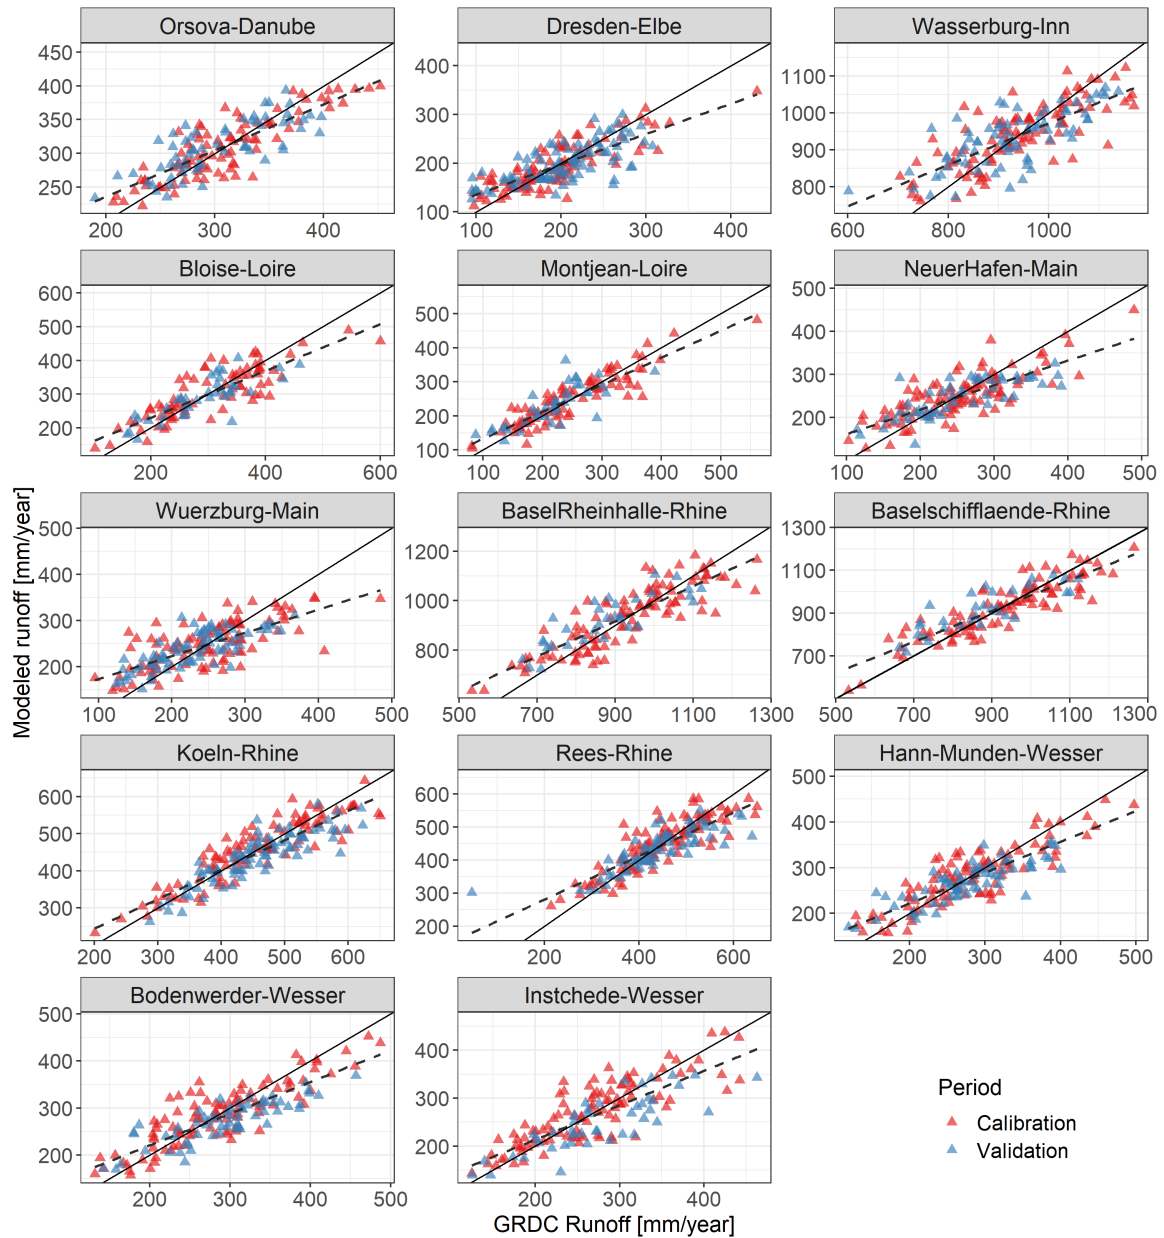 Orsova-Danube
Dresden-Elbe
Wasserburg-Inn
450
400
350
300
250
200 300 400
400
300
200
100
100 200 300 400
1100
1000
900
800
600 800 1000
Bloise-Loire
Montjean-Loire
NeuerHafen-Main
600
500
400
300
200
200 400 600
500
400
300
200
100
100 200 300 400 500
500
400
300
200
100 200 300 400 500
Wuerzburg-Main
BaselRheinhalle-Rhine
Baselschifflaende-Rhine
500
400
300
200
100 200 300 400 500
1200
1000
800
500 700 900 1100 1300
1300
1100
900
700
500 700 900 1100 1300
Koeln-Rhine
Rees-Rhine
Hann-Munden-Wesser
600
500
400
300
200 300 400 500 600
600
500
400
300
200
200 400 600
500
400
300
200
200 300 400 500
Bodenwerder-Wesser
Instchede-Wesser
500
400
300
200
200 300 400 500
400
300
200
200 300 400
Modeled runoff [mm/year]
GRDC Runoff [mm/year]
Period
Calibration
Validation